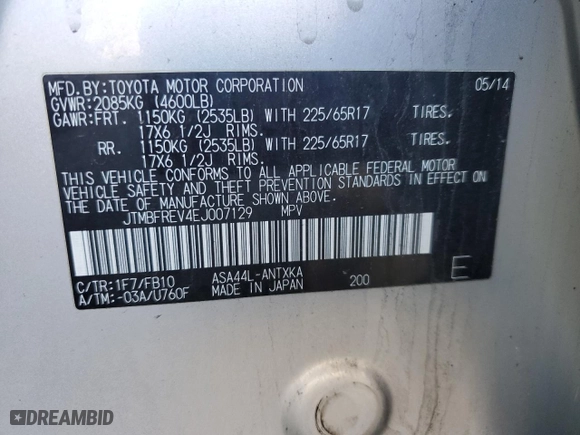 MFD.BY:TOYOTA MOTOR CORPORATION 05/14
GVWR:2085KG (4600LB)
GAWR:FRT. 1150KG (2535LB) WITH 225/65R17 TIRES.
17X6 1/2J RIMS.
RR. 1150KG (2535LB) WITH 225/65R17 TIRES.
17X6 1/2J RIMS.
THIS VEHICLE CONFORMS TO ALL APPLICABLE FEDERAL MOTOR
VEHICLE SAFETY AND THEFT PREVENTION STANDARDS IN EFFECT ON
THE DATE OF MANUFACTURE SHOWN ABOVE.
JTMBFREV4EJ007129 MPV
C/TR:1F7/FB10 ASA44L-ANTXKA E
A/TM:-03A/U760F MADE IN JAPAN 200
DREAMBID